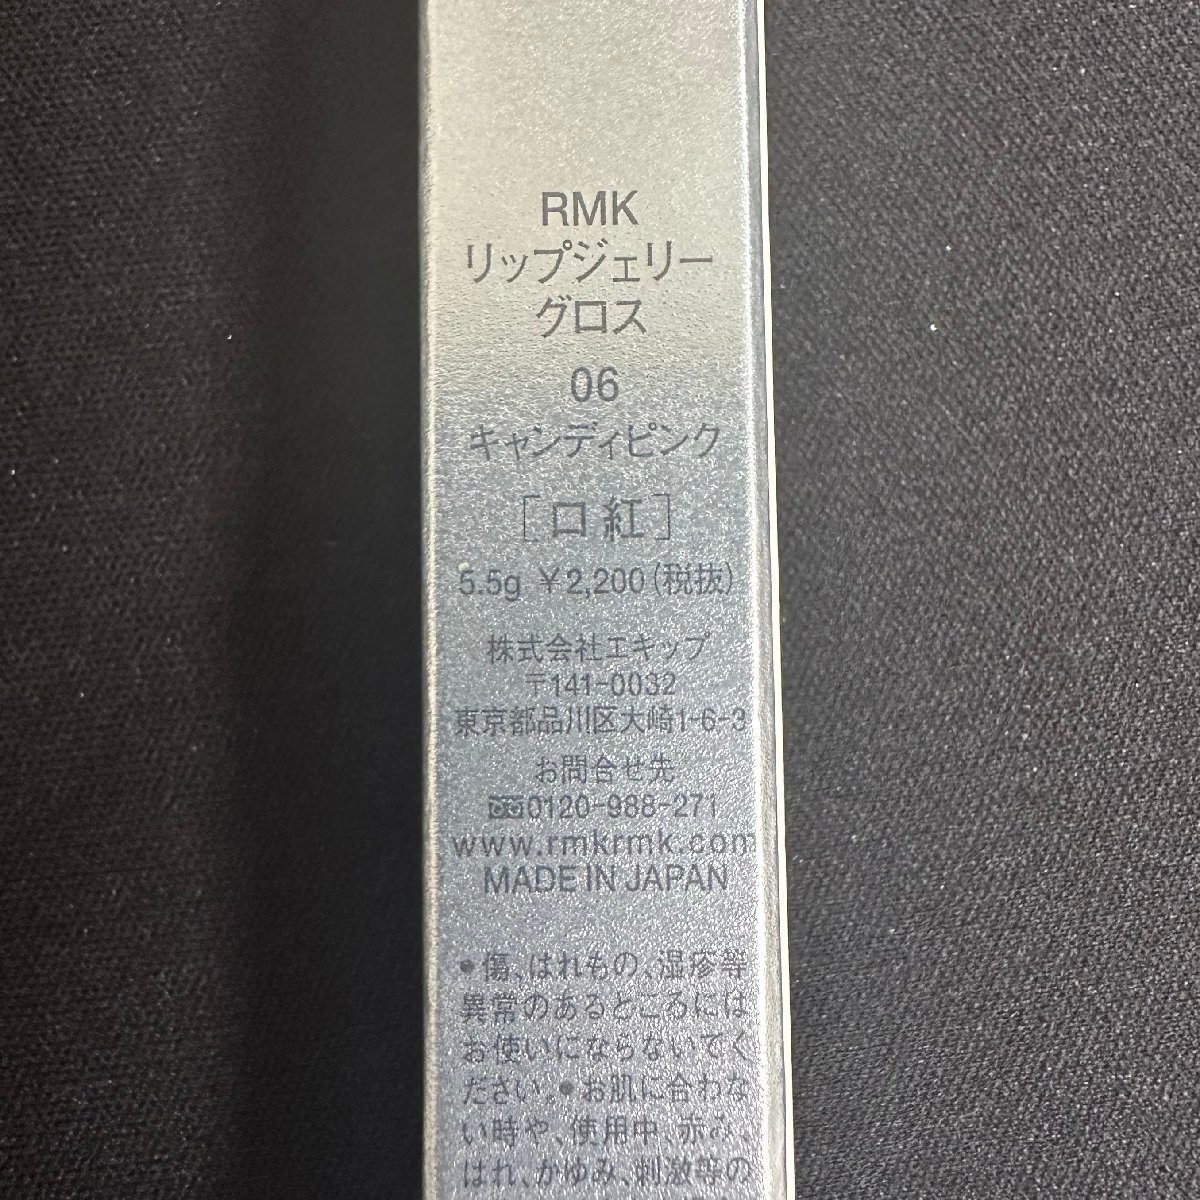 RMK
リップジェリー
グロス
06
キャンディピンク
[口紅]
5.5g ¥2,200(税抜)
株式会社エキップ
〒141-0032
東京都品川区大崎1-6-3
お問合せ先
0120-988-271
www.rmkrmk.com
MADE IN JAPAN
•傷、はれもの、湿疹等
異常のあるところには
お使いにならないでく
ださい。•お肌に合わな
い時や、使用中、赤み、
はれ、かゆみ、刺激等の